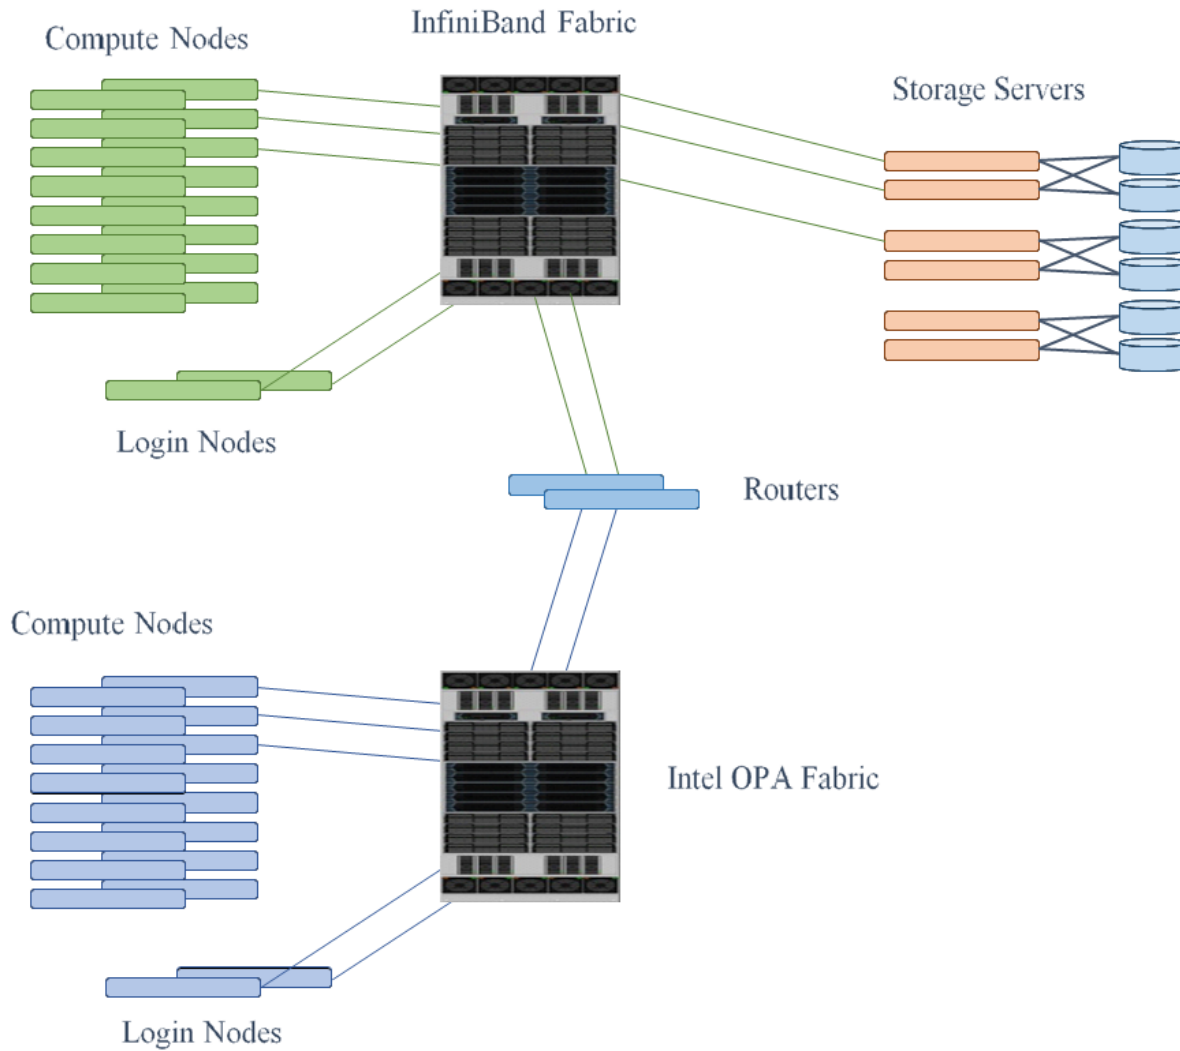 InfiniBand Fabric
Compute Nodes
Storage Servers
Login Nodes
Routers
Compute Nodes
Intel OPA Fabric
Login Nodes